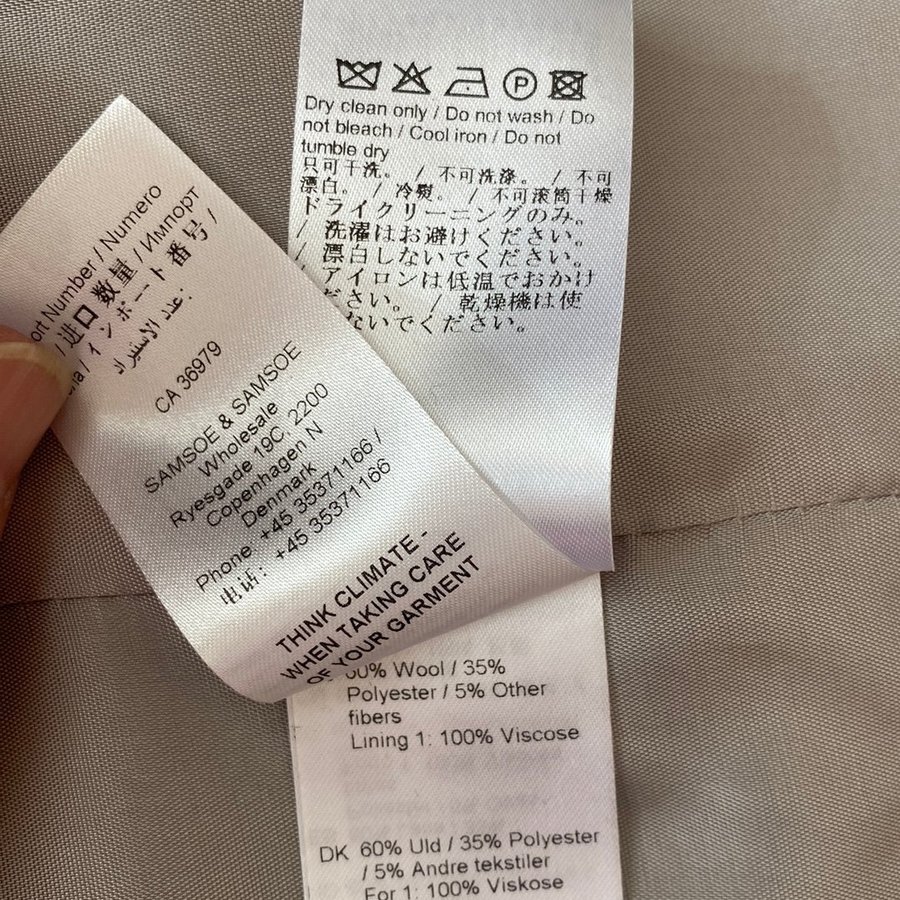 Ⓟ
Dry clean only / Do not wash / Do
not bleach / Cool iron / Do not
tumble dry
只可干洗。 / 不可洗涤。 / 不可
漂白。 / 冷熨。 / 不可滚筒干燥
ドライクリーニングのみ。
/ 洗濯はお避けください。
/ 漂白しないでください。
/ アイロンは低温でおかけ
ださい。 / 乾燥機は使
ないでください。
ort Number / Numero
/ 进口数量 / Импорт
/ インポート番号 /
عدد الاستيراد
CA 36979
SAMSOE & SAMSOE
Wholesale
Ryesgade 19C, 2200
Copenhagen N
Denmark
Phone: +45 35371166 /
电话: +45 35371166
THINK CLIMATE -
WHEN TAKING CARE
OF YOUR GARMENT
60% Wool / 35%
Polyester / 5% Other
fibers
Lining 1: 100% Viscose
DK 60% Uld / 35% Polyester
/ 5% Andre tekstiler
For 1: 100% Viskose